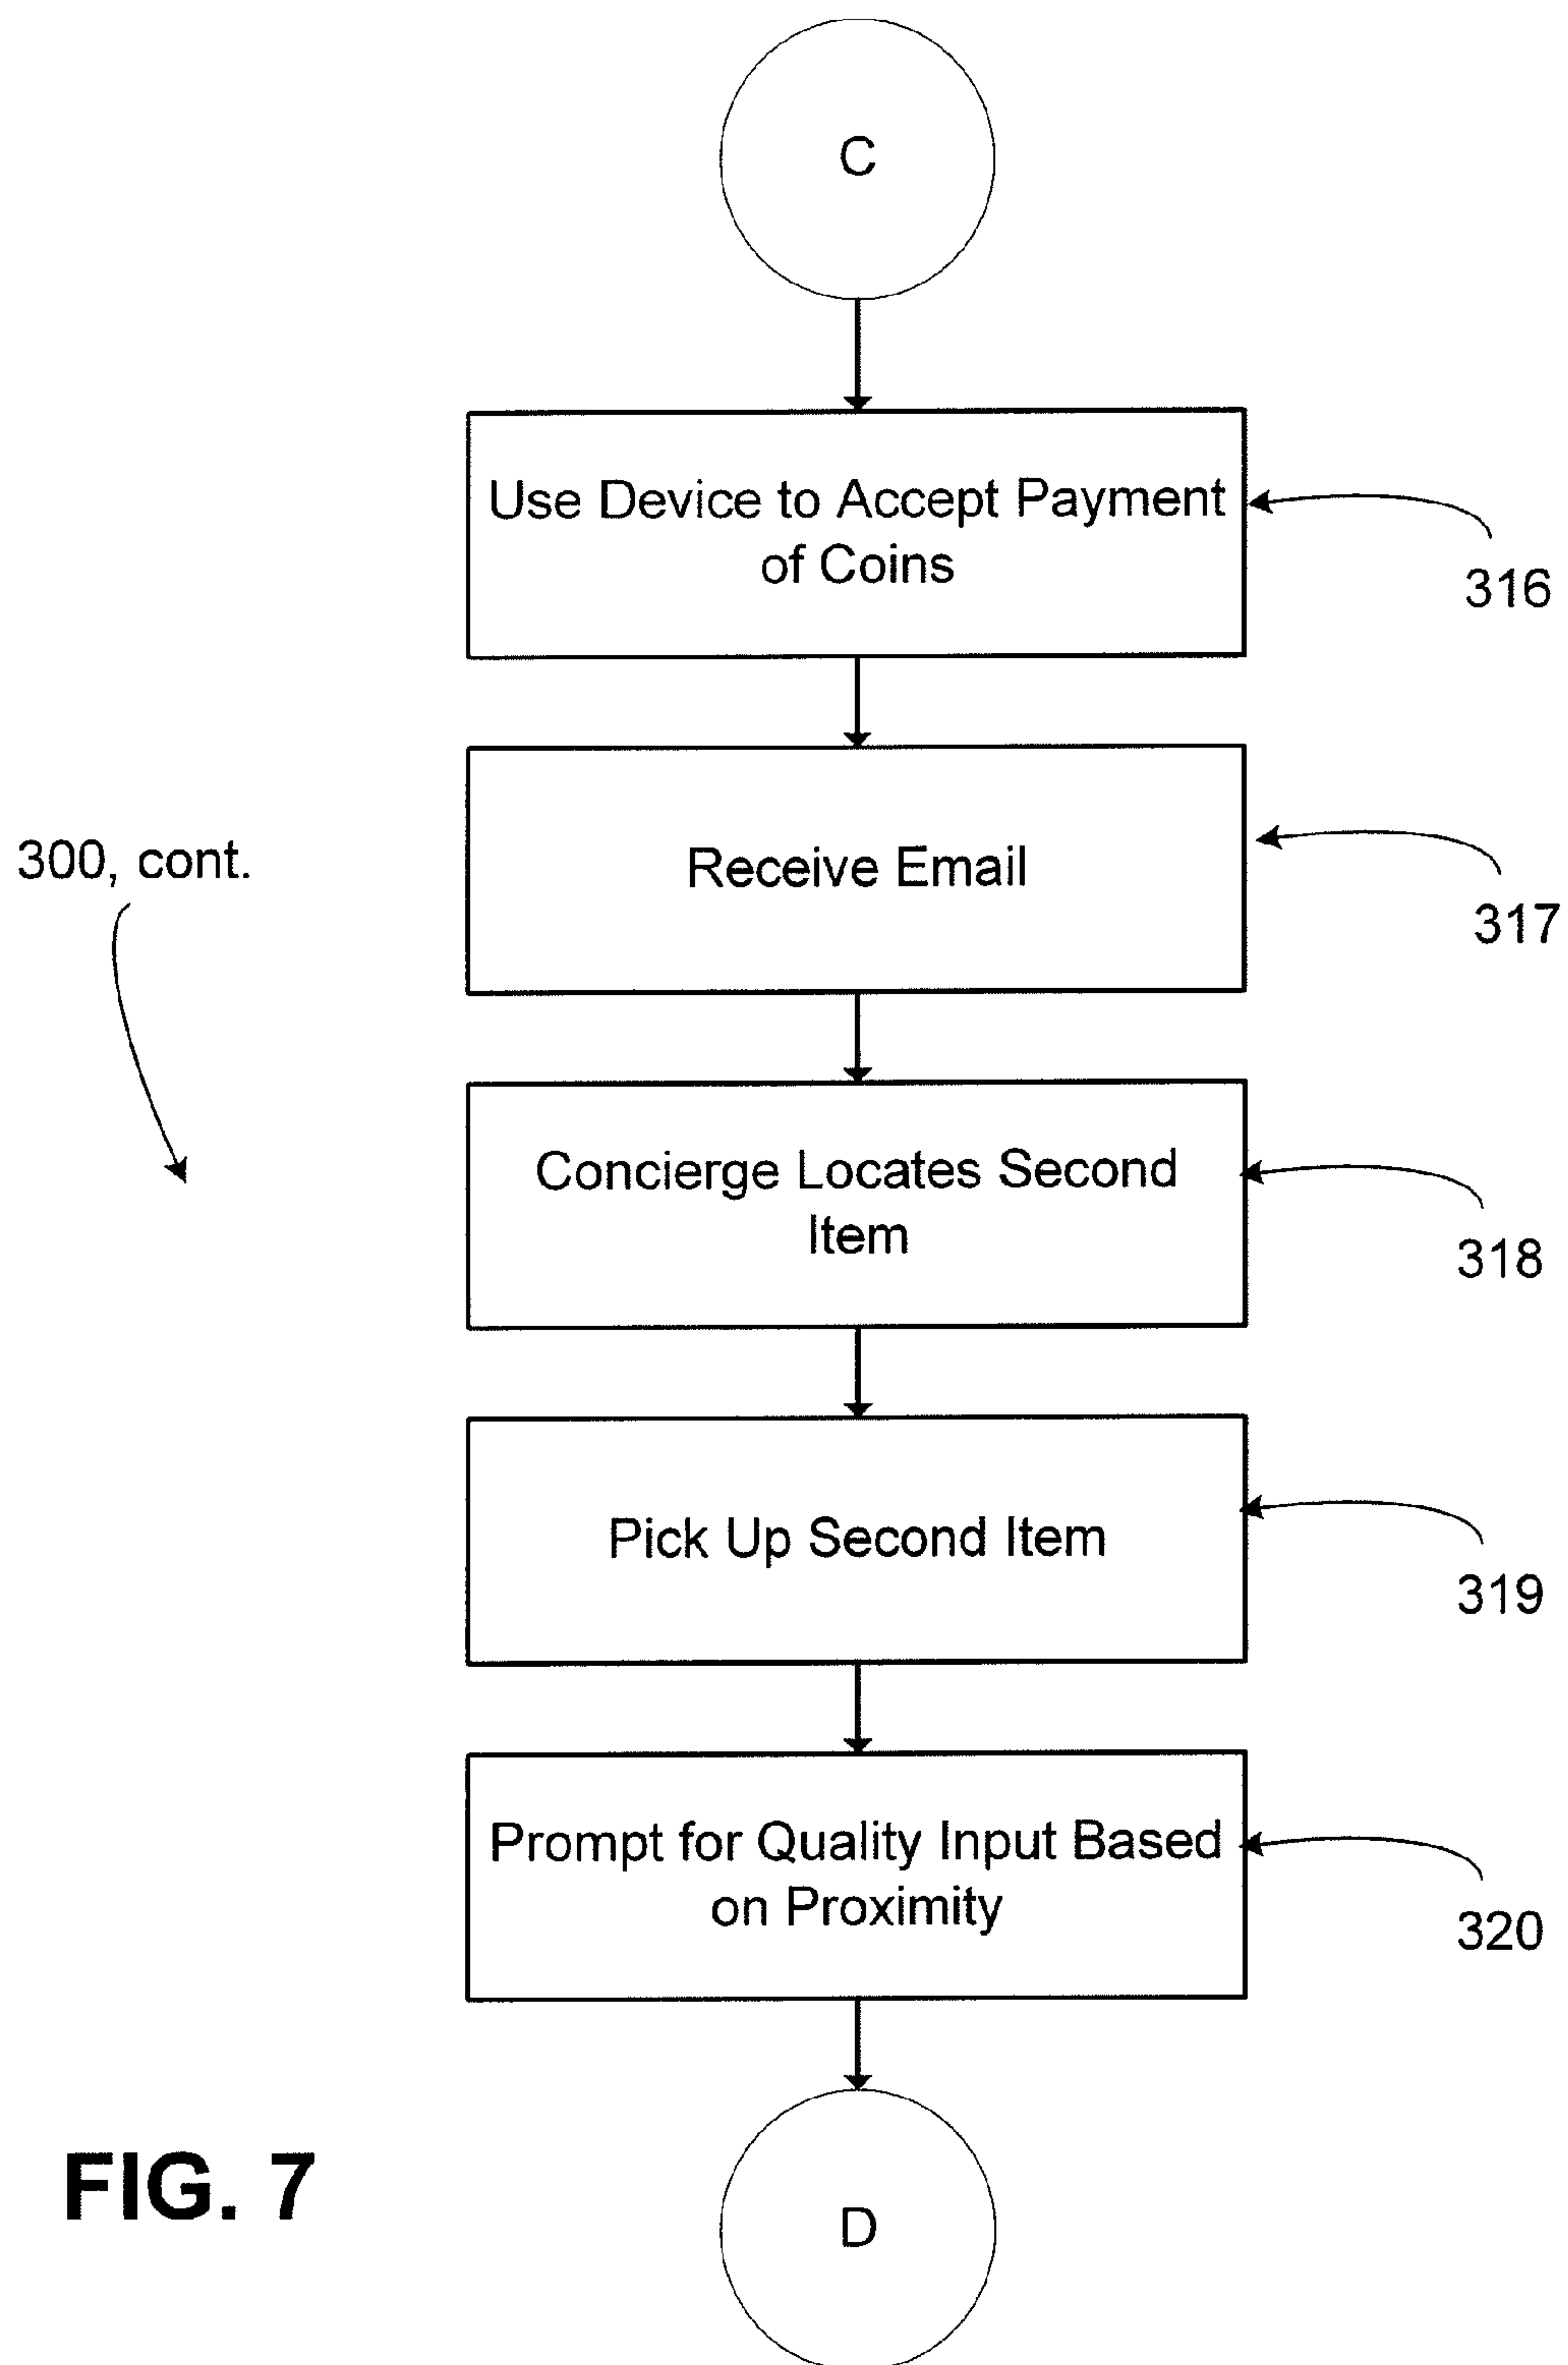 C
Use Device to Accept Payment
of Coins
316
300, cont.
Receive Email
317
Concierge Locates Second
Item
318
Pick Up Second Item
319
Prompt for Quality Input Based
on Proximity
320
FIG. 7
D